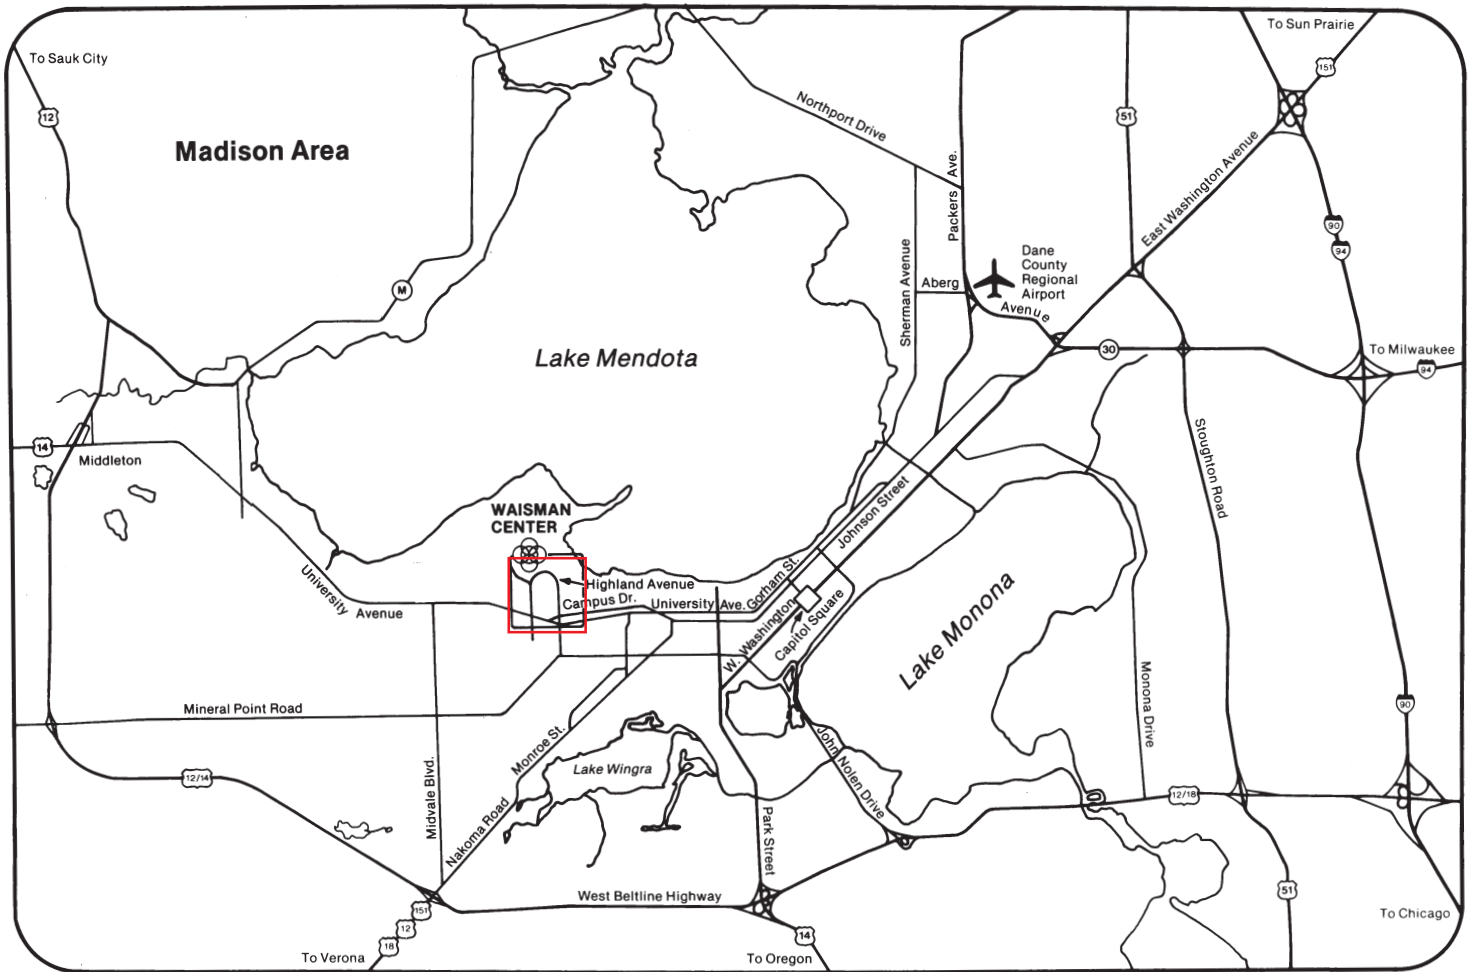 To Sun Prairie
To Sauk City
151
12
Northport Drive
51
Madison Area
Packers Ave.
East Washington Avenue
90
94
Dane
County
Regional
Airport
Sherman Avenue
Aberg
Avenue
M
Lake Mendota
30
To Milwaukee
94
14
Middleton
Stoughton Road
WAISMAN
CENTER
Johnson Street
University
Avenue
Highland Avenue
Campus Dr.
University Ave.
Gorham St.
W. Washington
Capitol Square
Lake Monona
Monona Drive
Mineral Point Road
90
Monroe St.
John Nolen Drive
Lake Wingra
12/14
12/18
Midvale Blvd.
Nakoma Road
Park Street
West Beltline Highway
51
151
12
18
14
To Chicago
To Verona
To Oregon